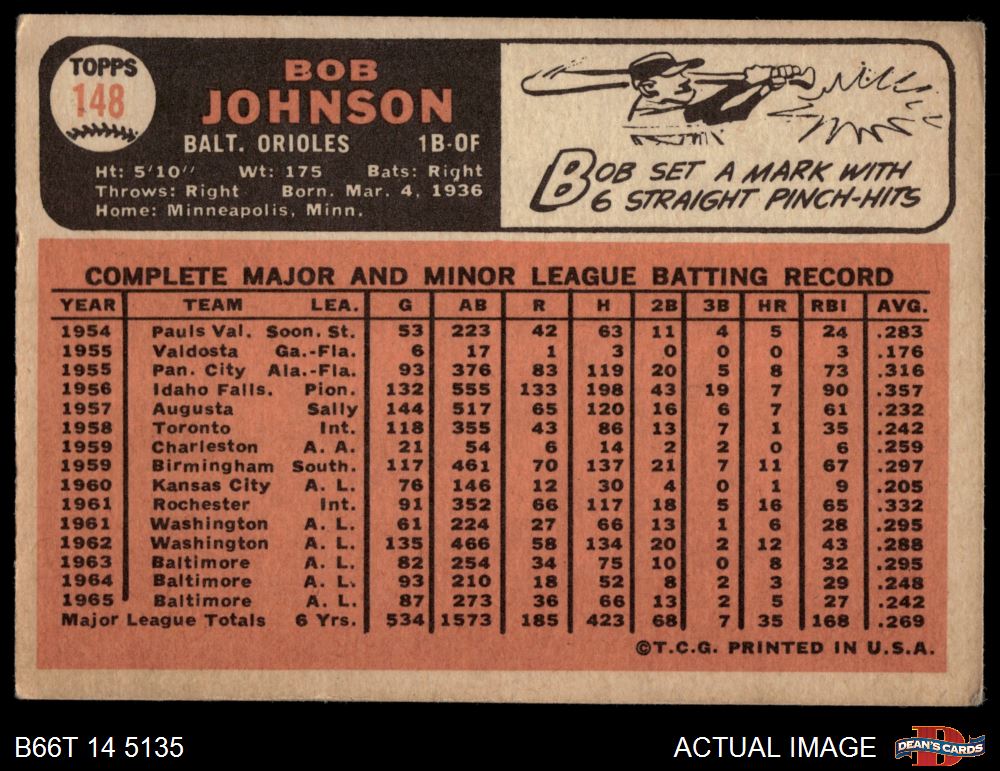 TOPPS
148
BOB
JOHNSON
BALT. ORIOLES 1B-OF
Ht: 5'10" Wt: 175 Bats: Right
Throws: Right Born. Mar. 4, 1936
Home: Minneapolis, Minn.
BOB SET A MARK WITH
6 STRAIGHT PINCH-HITS
COMPLETE MAJOR AND MINOR LEAGUE BATTING RECORD
YEAR TEAM LEA. G AB R H 2B 3B HR RBI AVG.
1954 Pauls Val. Soon. St. 53 223 42 63 11 4 5 24 .283
1955 Valdosta Ga.-Fla. 6 17 1 3 0 0 0 3 .176
1955 Pan. City Ala.-Fla. 93 376 83 119 20 5 8 73 .316
1956 Idaho Falls. Pion. 132 555 133 198 43 19 7 90 .357
1957 Augusta Sally 144 517 65 120 16 6 7 61 .232
1958 Toronto Int. 118 355 43 86 13 7 1 35 .242
1959 Charleston A. A. 21 54 6 14 2 2 0 6 .259
1959 Birmingham South. 117 461 70 137 21 7 11 67 .297
1960 Kansas City A. L. 76 146 12 30 4 0 1 9 .205
1961 Rochester Int. 91 352 66 117 18 5 16 65 .332
1961 Washington A. L. 61 224 27 66 13 1 6 28 .295
1962 Washington A. L. 135 466 58 134 20 2 12 43 .288
1963 Baltimore A. L. 82 254 34 75 10 0 8 32 .295
1964 Baltimore A. L. 93 210 18 52 8 2 3 29 .248
1965 Baltimore A. L. 87 273 36 66 13 2 5 27 .242
Major League Totals 6 Yrs. 534 1573 185 423 68 7 35 168 .269
©T.C.G. PRINTED IN U.S.A.
B66T 14 5135
ACTUAL IMAGE
D
DEAN'S CARDS